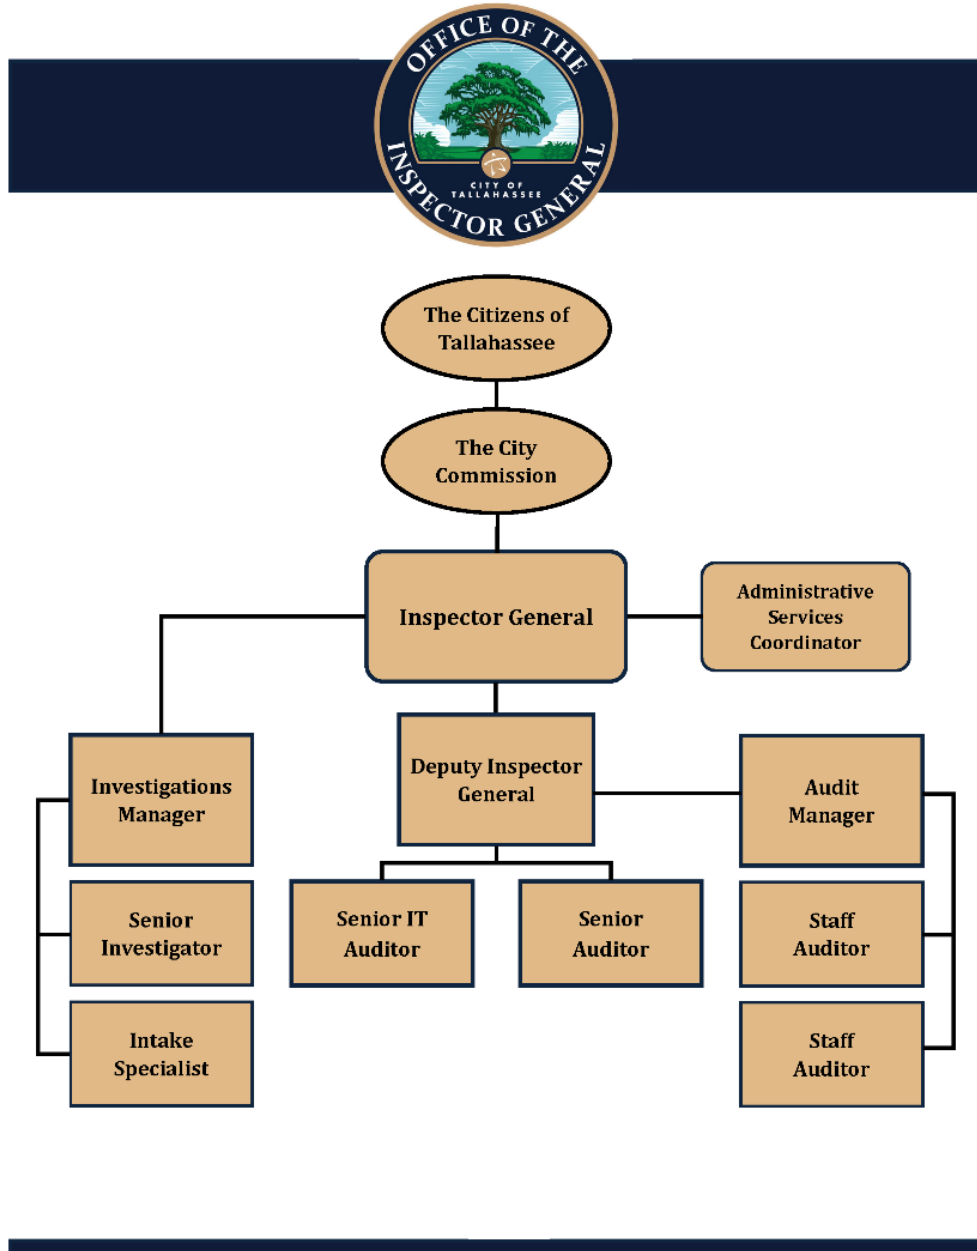 OFFICE OF THE
INSPECTOR GENERAL
CITY OF
TALLAHASSEE
The Citizens of
Tallahassee
The City
Commission
Inspector General
Administrative
Services
Coordinator
Investigations
Manager
Deputy Inspector
General
Audit
Manager
Senior
Investigator
Senior IT
Auditor
Senior
Auditor
Staff
Auditor
Intake
Specialist
Staff
Auditor